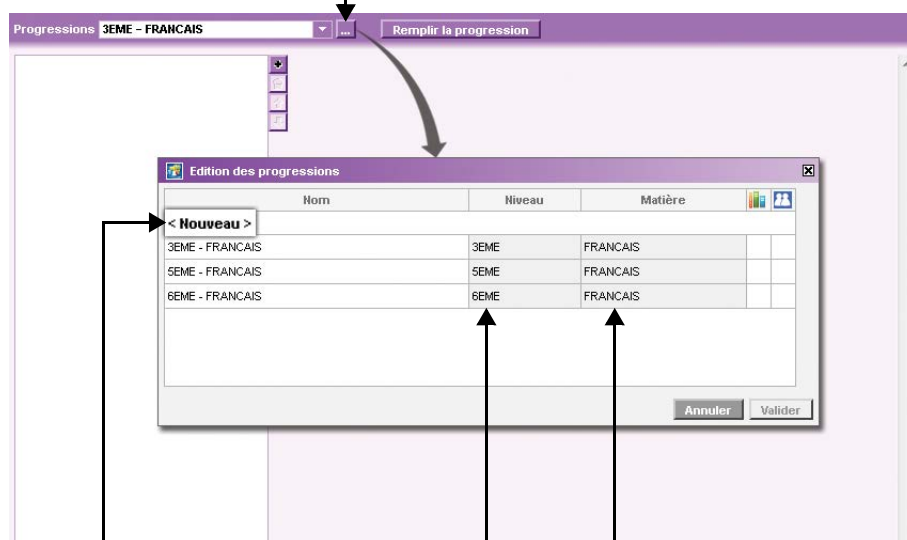 Progressions 3EME - FRANCAIS ... Remplir la progression
Edition des progressions
Nom Niveau Matière
< Nouveau >
3EME - FRANCAIS 3EME FRANCAIS
5EME - FRANCAIS 5EME FRANCAIS
6EME - FRANCAIS 6EME FRANCAIS
Annuler Valider